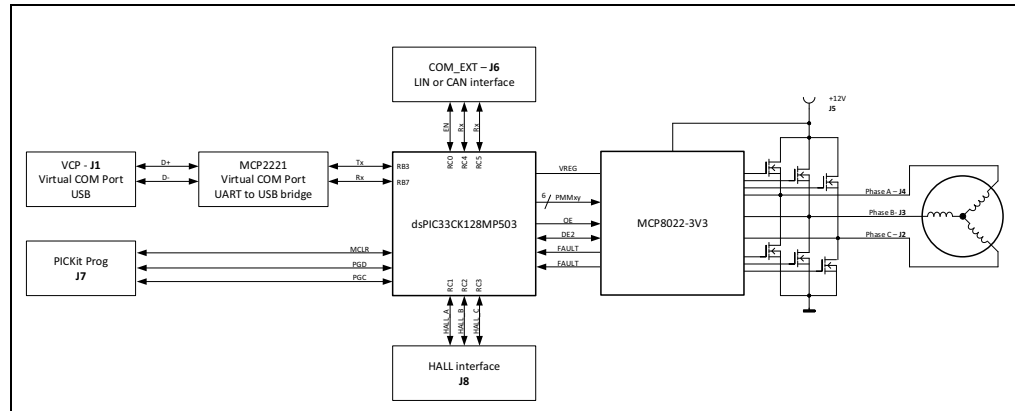 COM_EXT – J6
LIN or CAN interface
EN
Rx
Rx
RC0
RC4
RC5
VCP - J1
Virtual COM Port
USB
D+
D-
MCP2221
Virtual COM Port
UART to USB bridge
Tx
Rx
RB3
RB7
dsPIC33CK128MP503
PICKit Prog
J7
MCLR
PGD
PGC
RC1
RC2
RC3
HALL_A
HALL_B
HALL_C
HALL interface
J8
VREG
6
PMMxy
OE
DE2
FAULT
FAULT
MCP8022-3V3
+12V
J5
Phase A – J4
Phase B- J3
Phase C – J2